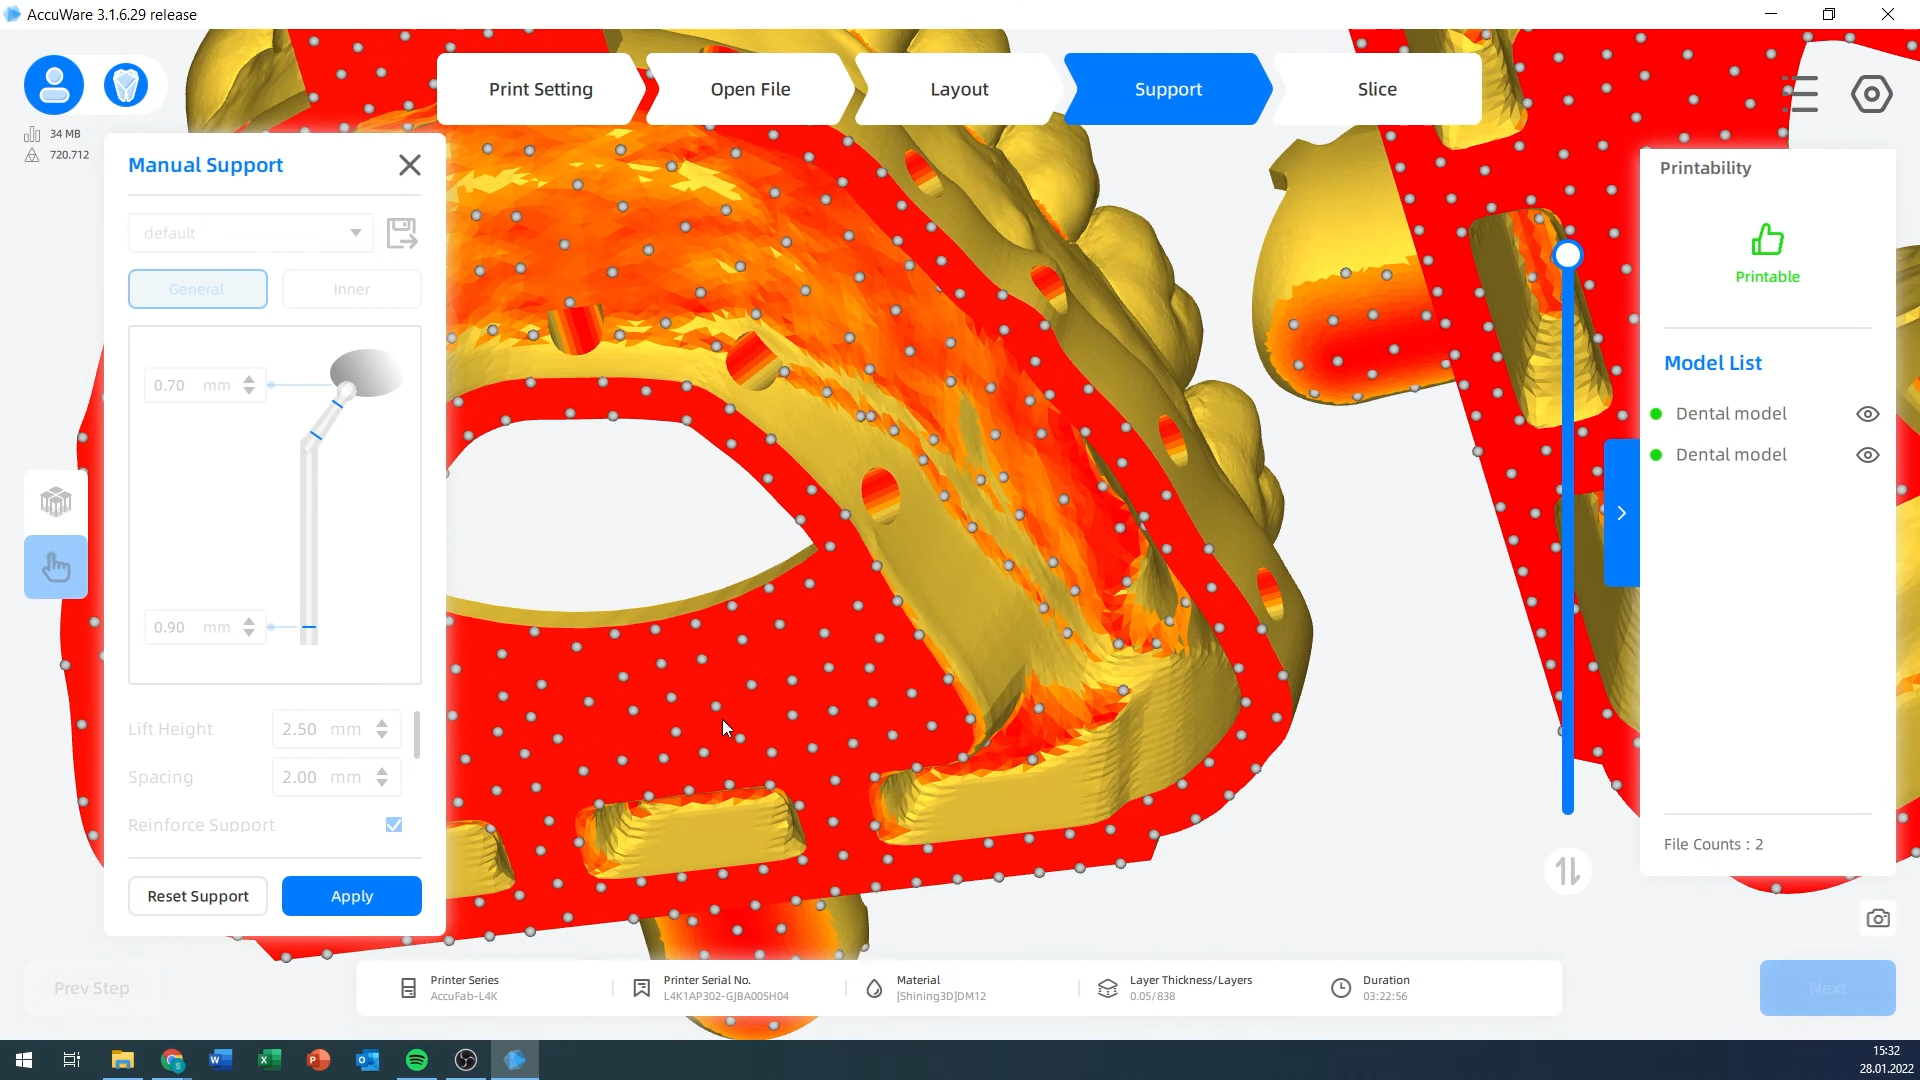 AccuWare 3.1.6.29 release
34 MB
720.712
Print Setting
Open File
Layout
Support
Slice
Manual Support
default
General
Inner
0.70 mm
0.90 mm
Lift Height
2.50 mm
Spacing
2.00 mm
Reinforce Support
Reset Support
Apply
Prev Step
Printability
Printable
Model List
Dental model
Dental model
File Counts : 2
Printer Series
AccuFab-L4K
Printer Serial No.
L4K1AP302-GJBA005H04
Material
[Shining3D]DM12
Layer Thickness/Layers
0.05/838
Duration
03:22:56
Next
15:32
28.01.2022